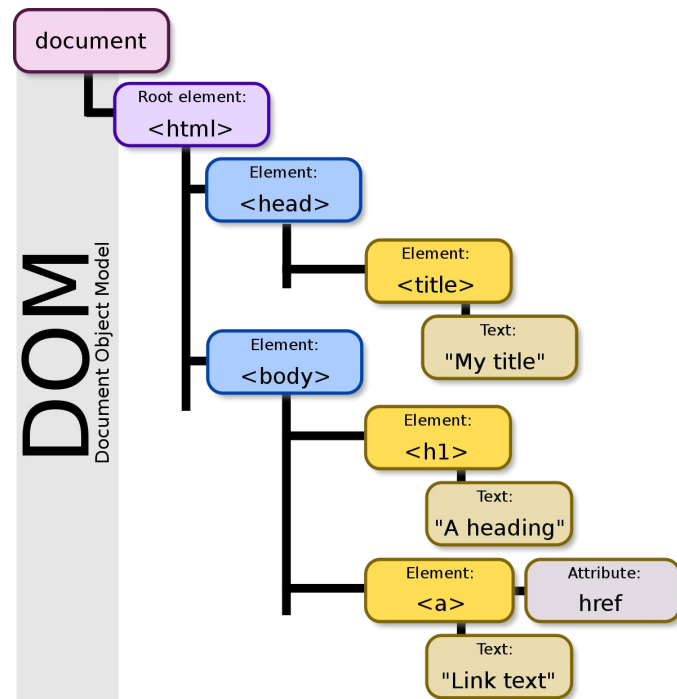 document
Root element:
<html>
Element:
<head>
Element:
<title>
Text:
"My title"
DOM
Document Object Model
Element:
<body>
Element:
<h1>
Text:
"A heading"
Element:
<a>
Attribute:
href
Text:
"Link text"